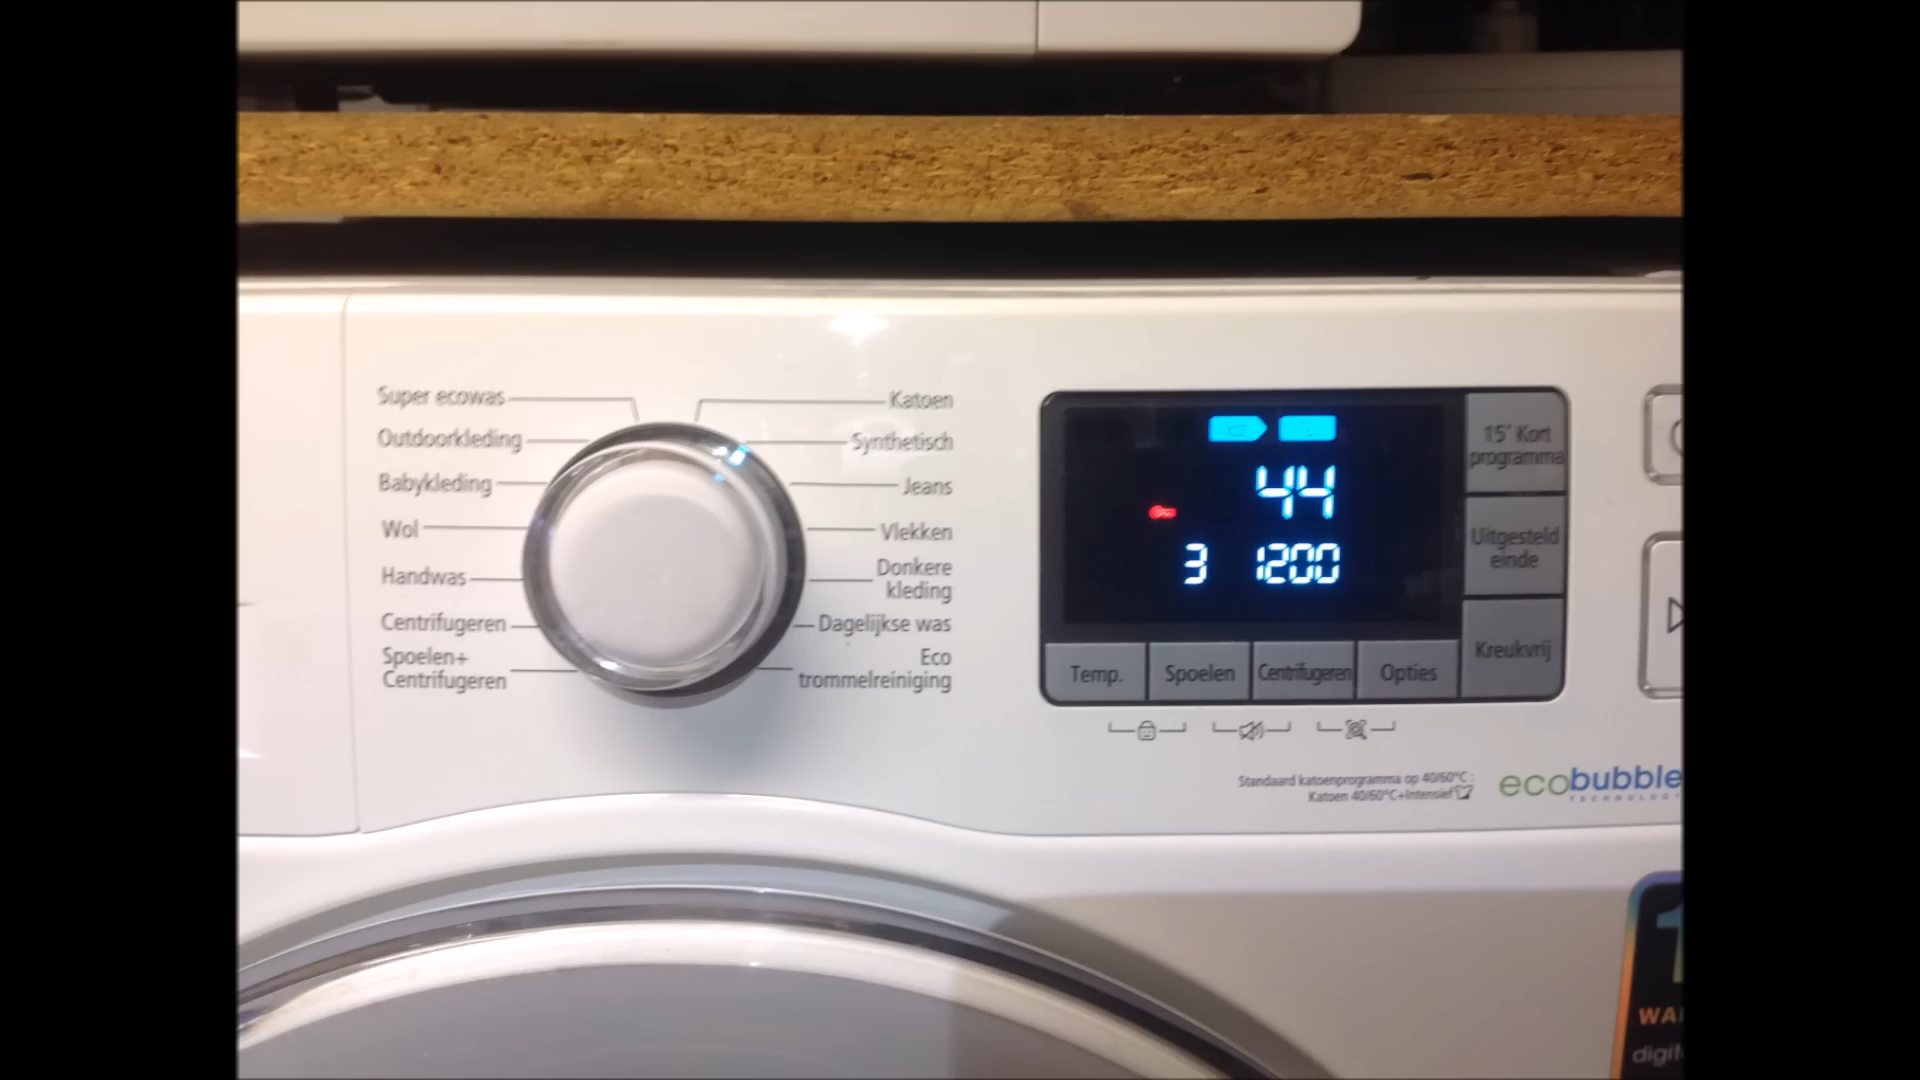 Super ecowas
Outdoorkleding
Babykleding
Wol
Handwas
Centrifugeren
Spoelen+
Centrifugeren
Katoen
Synthetisch
Jeans
Vlekken
Donkere
kleding
Dagelijkse was
Eco
trommelreiniging
44
3 1200
15' Kort
programma
Uitgesteld
einde
Kreukvrij
Temp. Spoelen Centrifugeren Opties
Standaard katoenprogramma op 40/60°C :
Katoen 40/60°C+Intensief
ecobubble
TECHNOLOGY